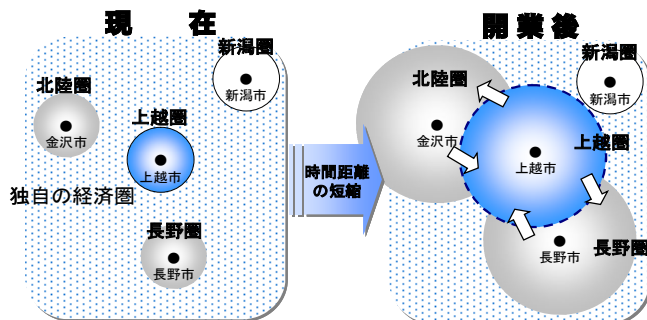 現 在
新潟圏
新潟市
北陸圏
金沢市
上越圏
上越市
独自の経済圏
長野圏
長野市
時間距離
の短縮
開業後
新潟圏
新潟市
北陸圏
金沢市
上越圏
上越市
長野市
長野圏